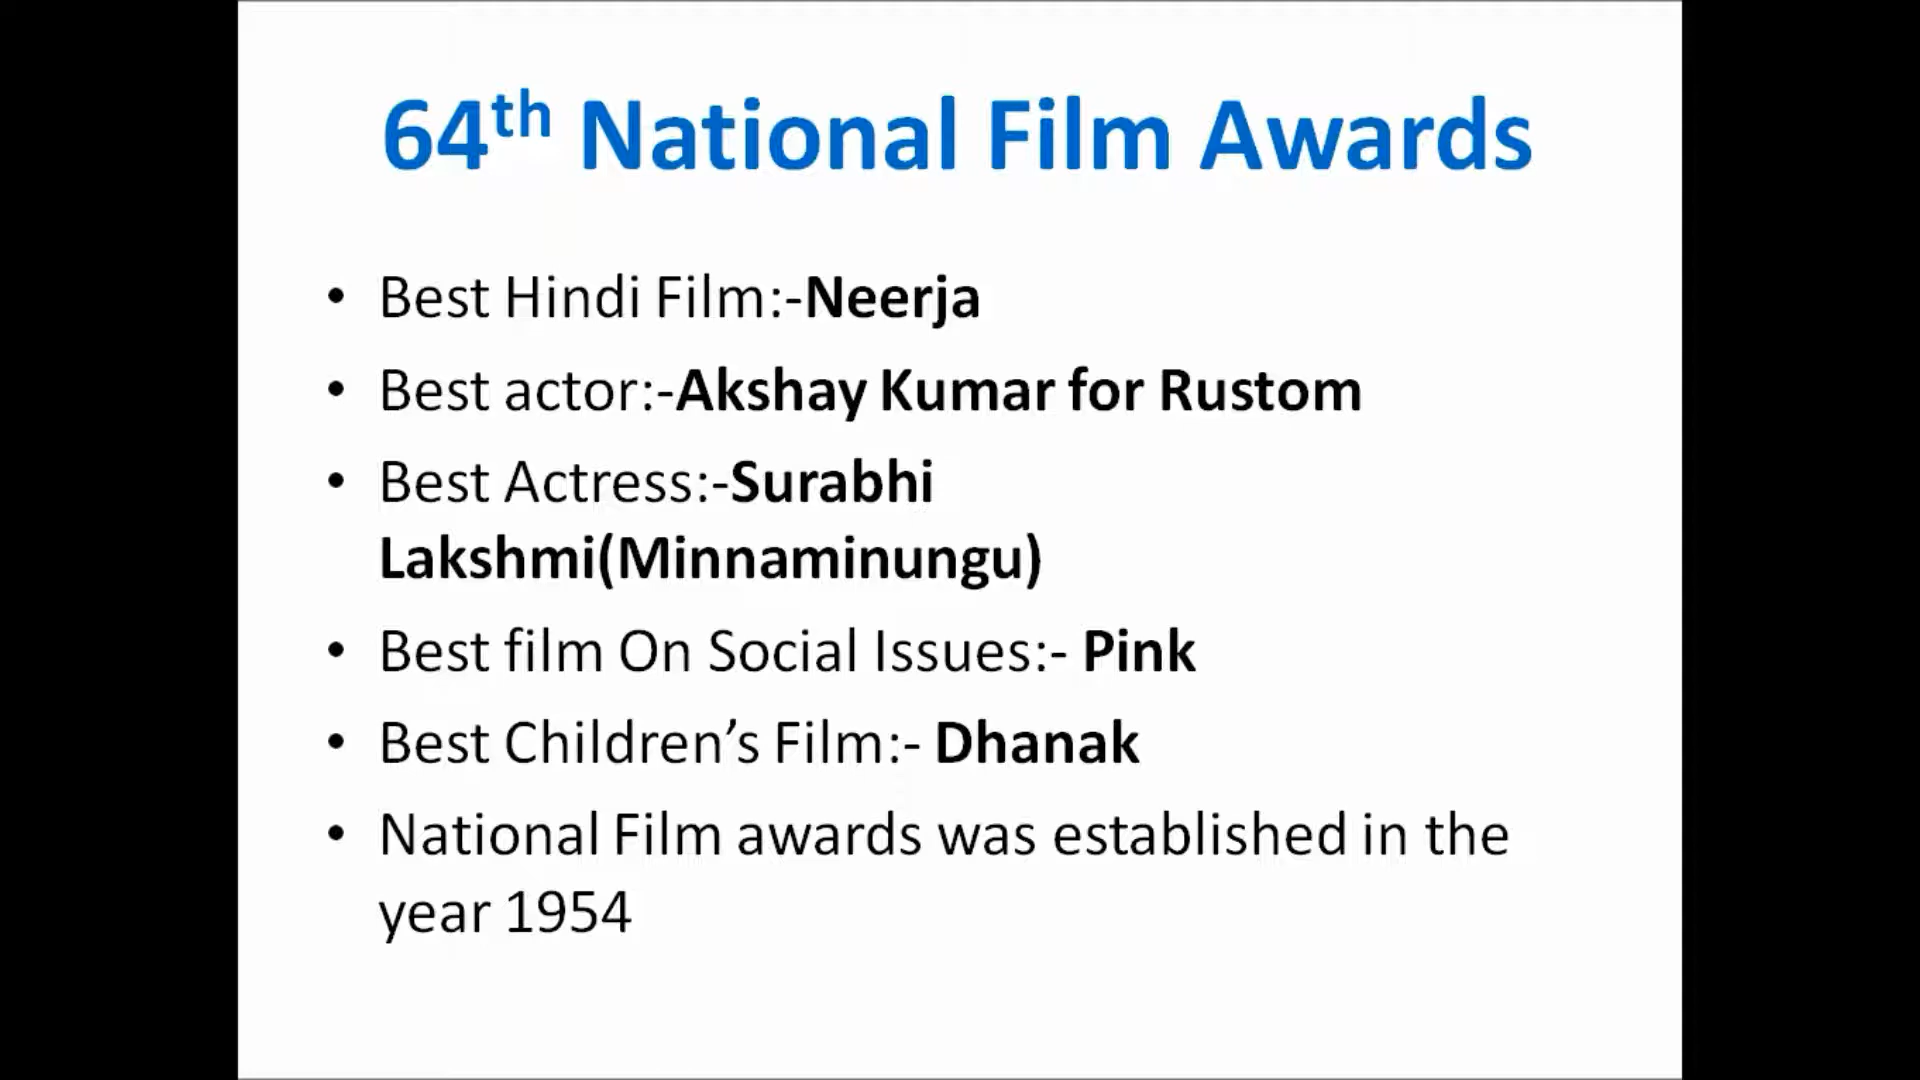 64th National Film Awards
• Best Hindi Film:-Neerja
• Best actor:-Akshay Kumar for Rustom
• Best Actress:-Surabhi
Lakshmi(Minnaminungu)
• Best film On Social Issues:- Pink
• Best Children’s Film:- Dhanak
• National Film awards was established in the
year 1954